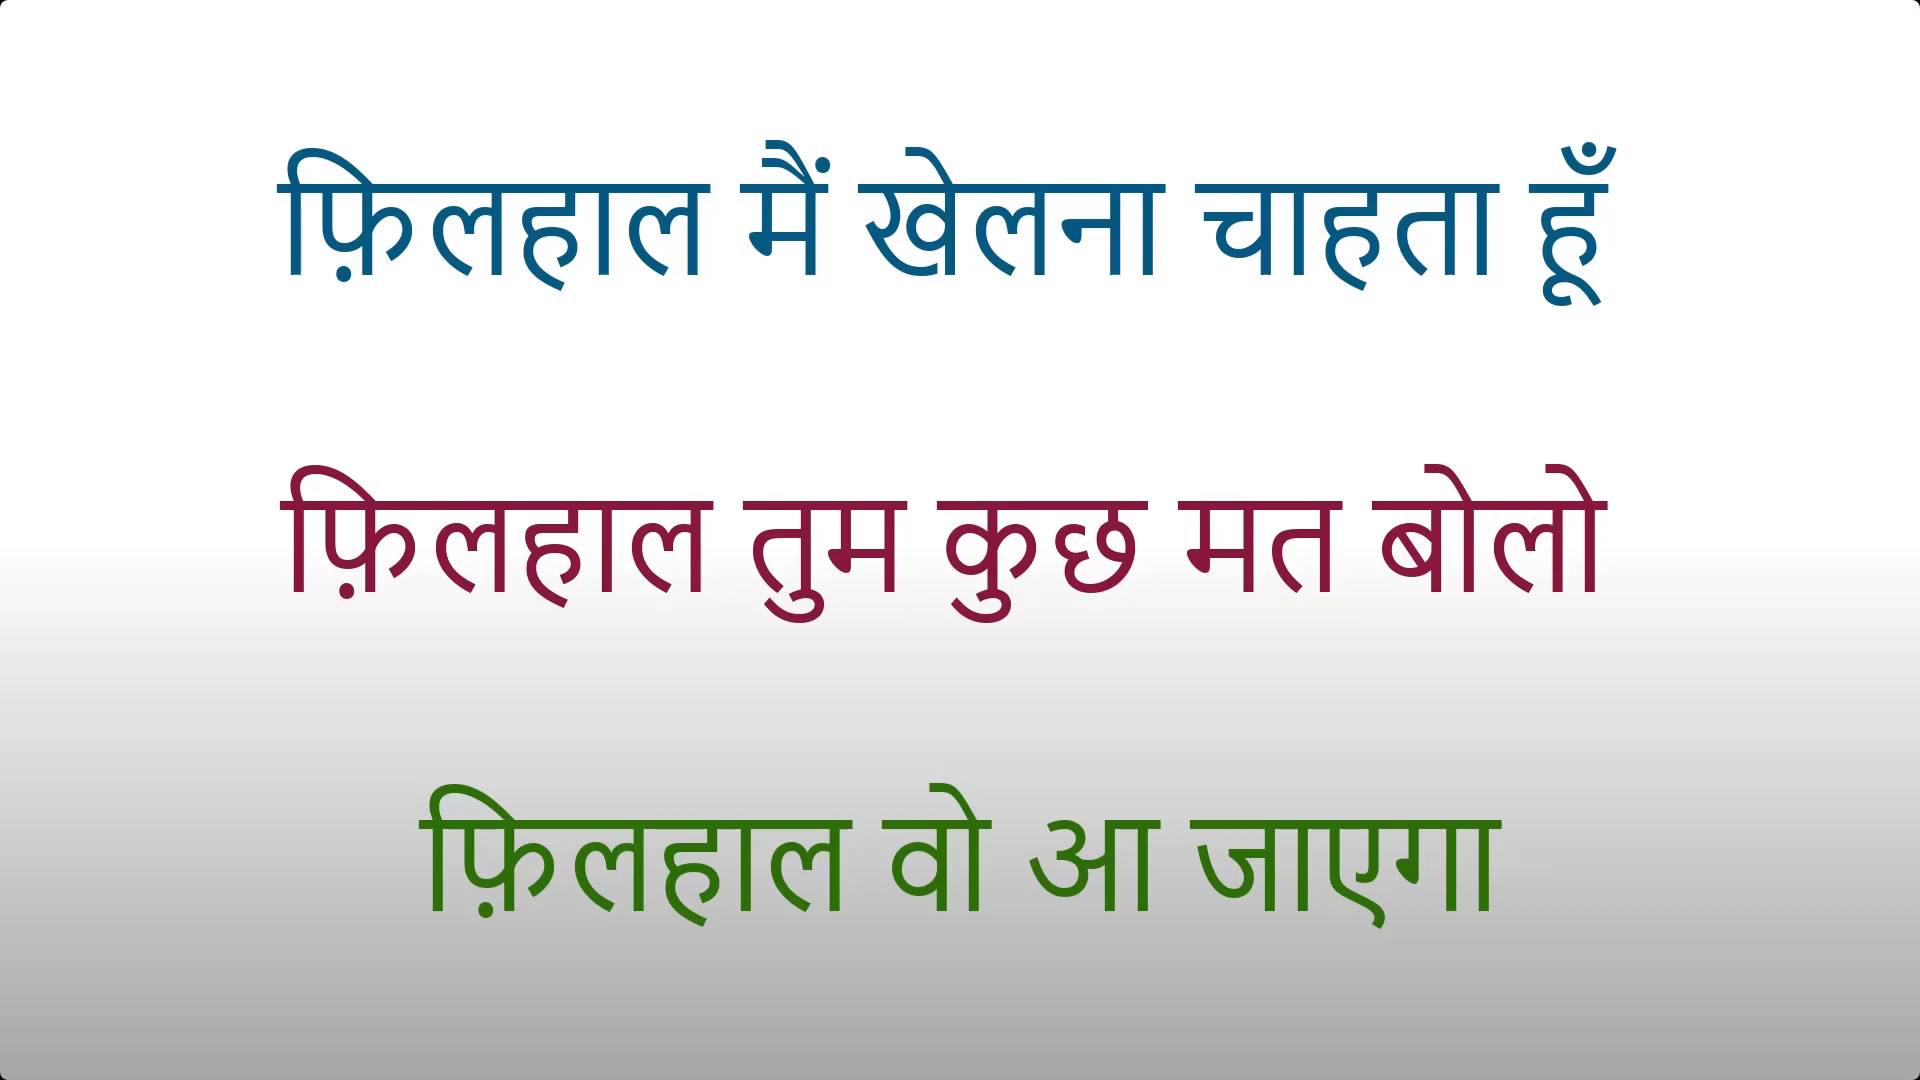 फ़िलहाल मैं खेलना चाहता हूँ
फ़िलहाल तुम कुछ मत बोलो
फ़िलहाल वो आ जाएगा